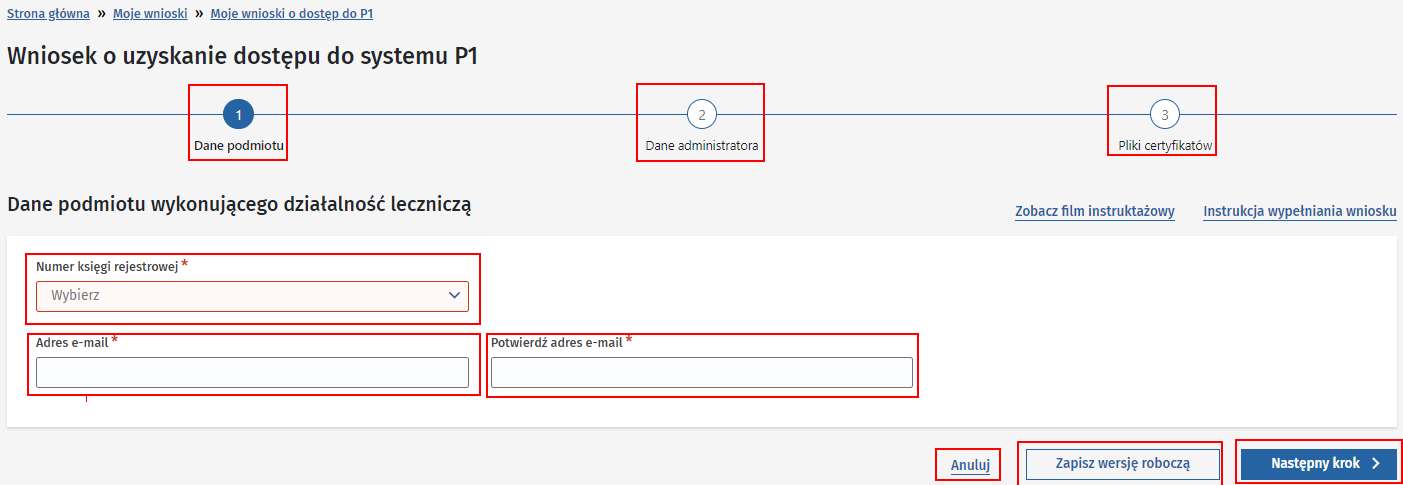 Strona główna » Moje wnioski » Moje wnioski o dostęp do P1
Wniosek o uzyskanie dostępu do systemu P1
1 2 3
Dane podmiotu Dane administratora Pliki certyfikatów
Dane podmiotu wykonującego działalność leczniczą
Zobacz film instruktażowy Instrukcja wypełniania wniosku
Numer księgi rejestrowej *
Wybierz
Adres e-mail * Potwierdź adres e-mail *
Anuluj Zapisz wersję roboczą Następny krok